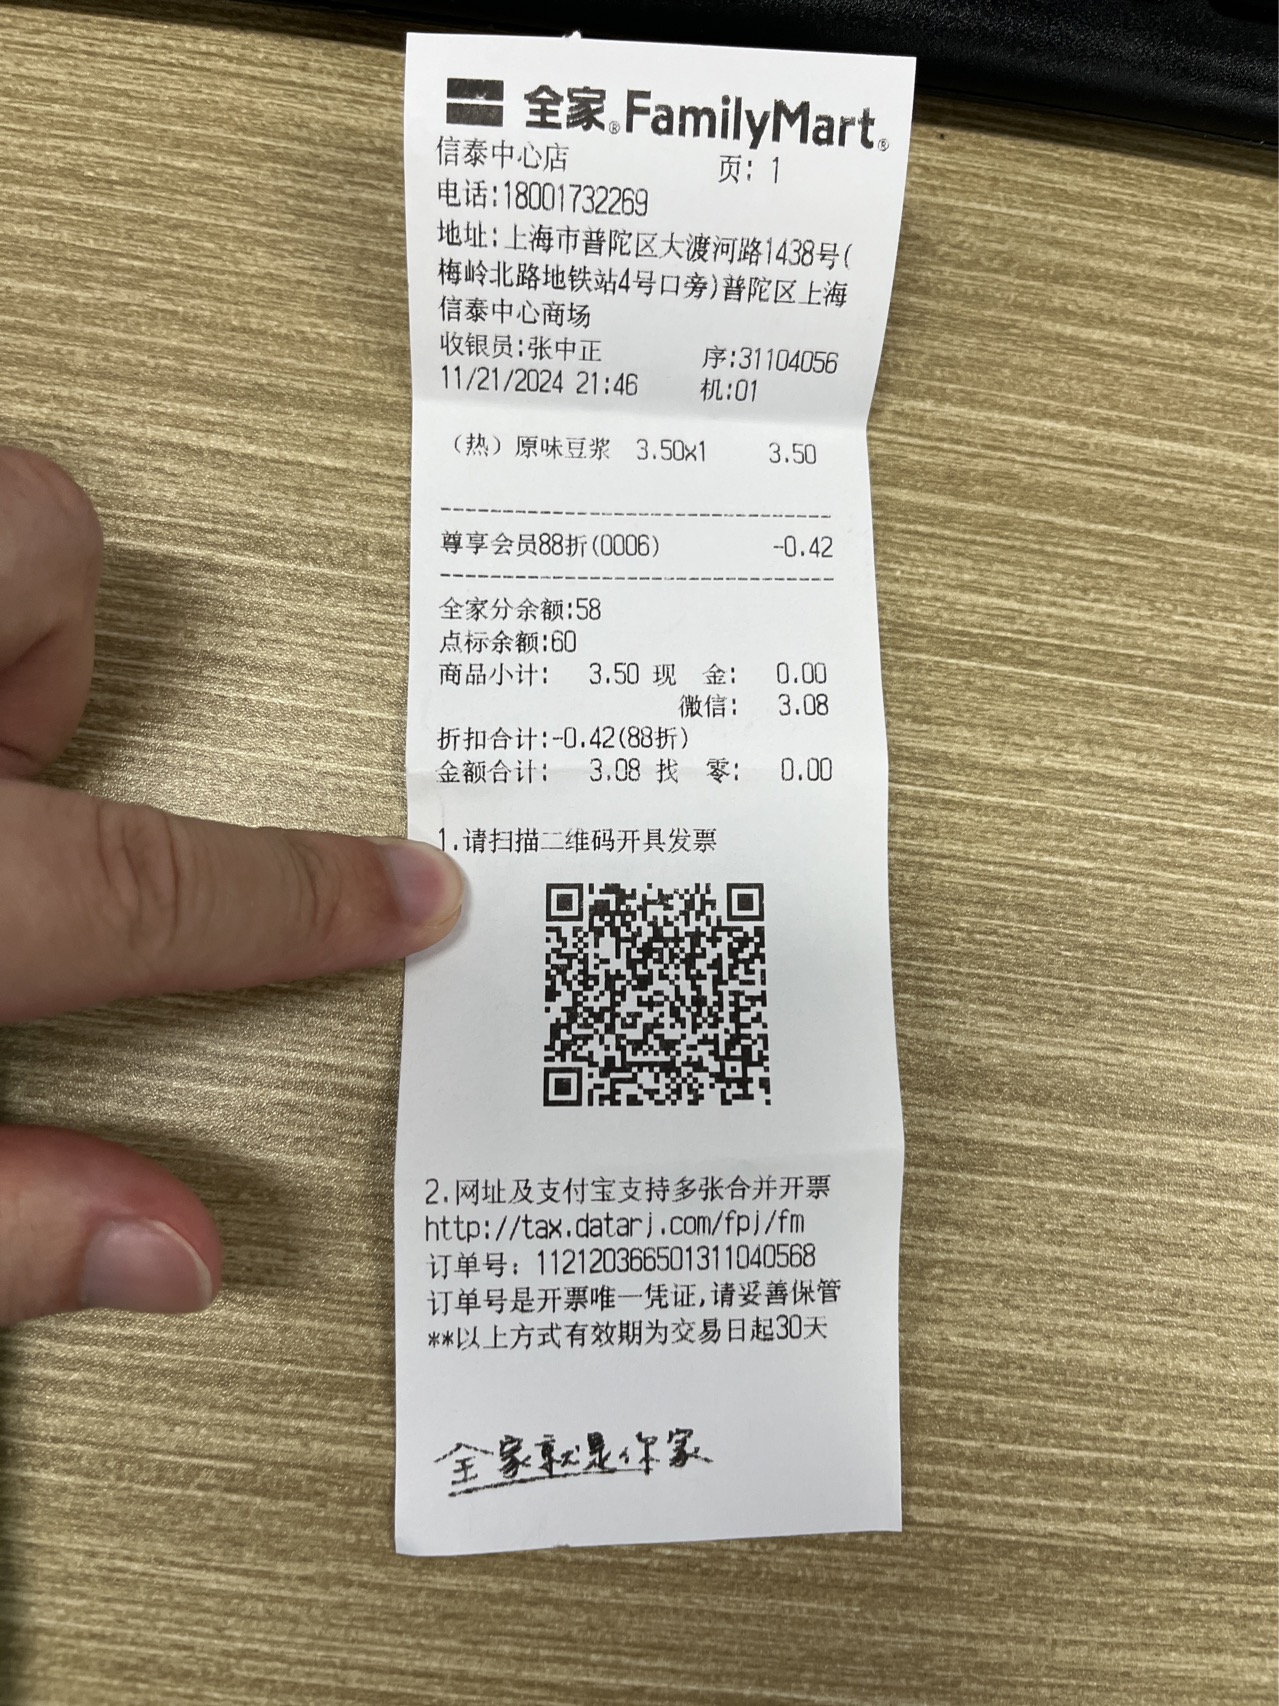 全家®FamilyMart®
信泰中心店 页: 1
电话:18001732269
地址:上海市普陀区大渡河路1438号(
梅岭北路地铁站4号口旁)普陀区上海
信泰中心商场
收银员:张中正 序:31104056
11/21/2024 21:46 机:01
（热）原味豆浆 3.50x1 3.50
尊享会员88折(0006) -0.42
全家分余额:58
点标余额:60
商品小计: 3.50 现 金: 0.00
微信: 3.08
折扣合计:-0.42(88折)
金额合计: 3.08 找 零: 0.00
1.请扫描二维码开具发票
2.网址及支付宝支持多张合并开票
http://tax.datarj.com/fpj/fm
订单号: 112120366501311040568
订单号是开票唯一凭证,请妥善保管
**以上方式有效期为交易日起30天
全家就是你家